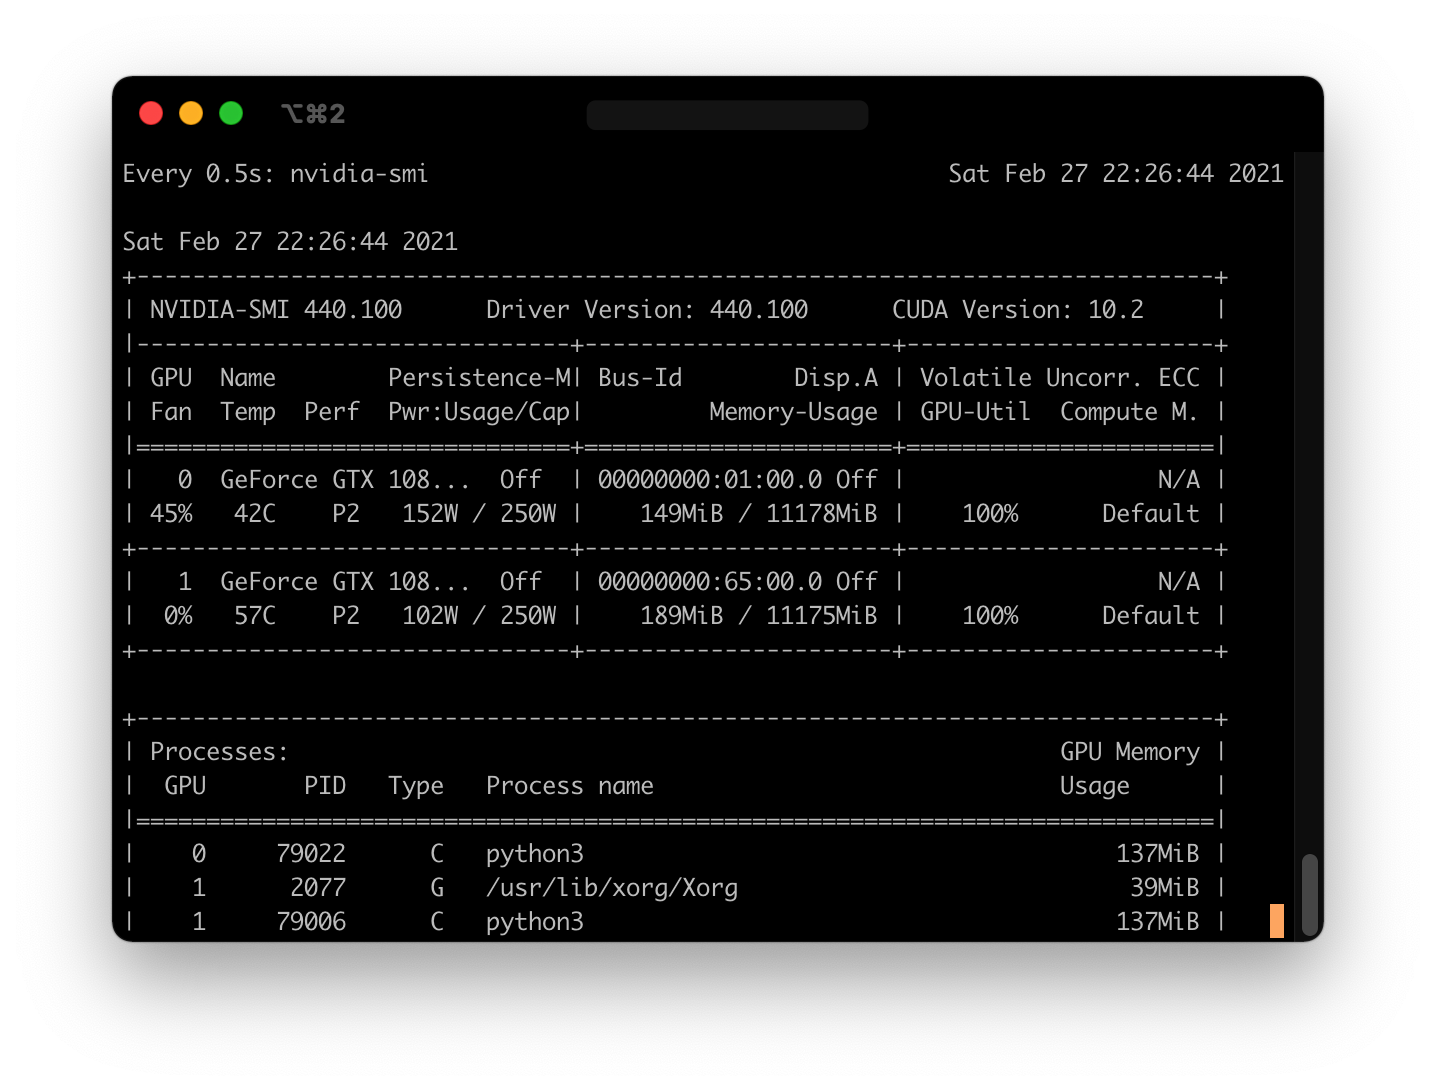 ⌥⌘2
Every 0.5s: nvidia-smi                                     Sat Feb 27 22:26:44 2021
Sat Feb 27 22:26:44 2021
+-----------------------------------------------------------------------------+
| NVIDIA-SMI 440.100      Driver Version: 440.100      CUDA Version: 10.2     |
|-------------------------------+----------------------+----------------------+
| GPU  Name        Persistence-M| Bus-Id        Disp.A | Volatile Uncorr. ECC |
| Fan  Temp  Perf  Pwr:Usage/Cap|         Memory-Usage | GPU-Util  Compute M. |
|===============================+======================+======================|
|   0  GeForce GTX 108...  Off  | 00000000:01:00.0 Off |                  N/A |
| 45%   42C    P2   152W / 250W |    149MiB / 11178MiB |    100%      Default |
+-------------------------------+----------------------+----------------------+
|   1  GeForce GTX 108...  Off  | 00000000:65:00.0 Off |                  N/A |
|  0%   57C    P2   102W / 250W |    189MiB / 11175MiB |    100%      Default |
+-------------------------------+----------------------+----------------------+
+-----------------------------------------------------------------------------+
| Processes:                                                       GPU Memory |
|  GPU       PID   Type   Process name                             Usage      |
|=============================================================================|
|    0     79022      C   python3                                      137MiB |
|    1      2077      G   /usr/lib/xorg/Xorg                            39MiB |
|    1     79006      C   python3                                      137MiB |